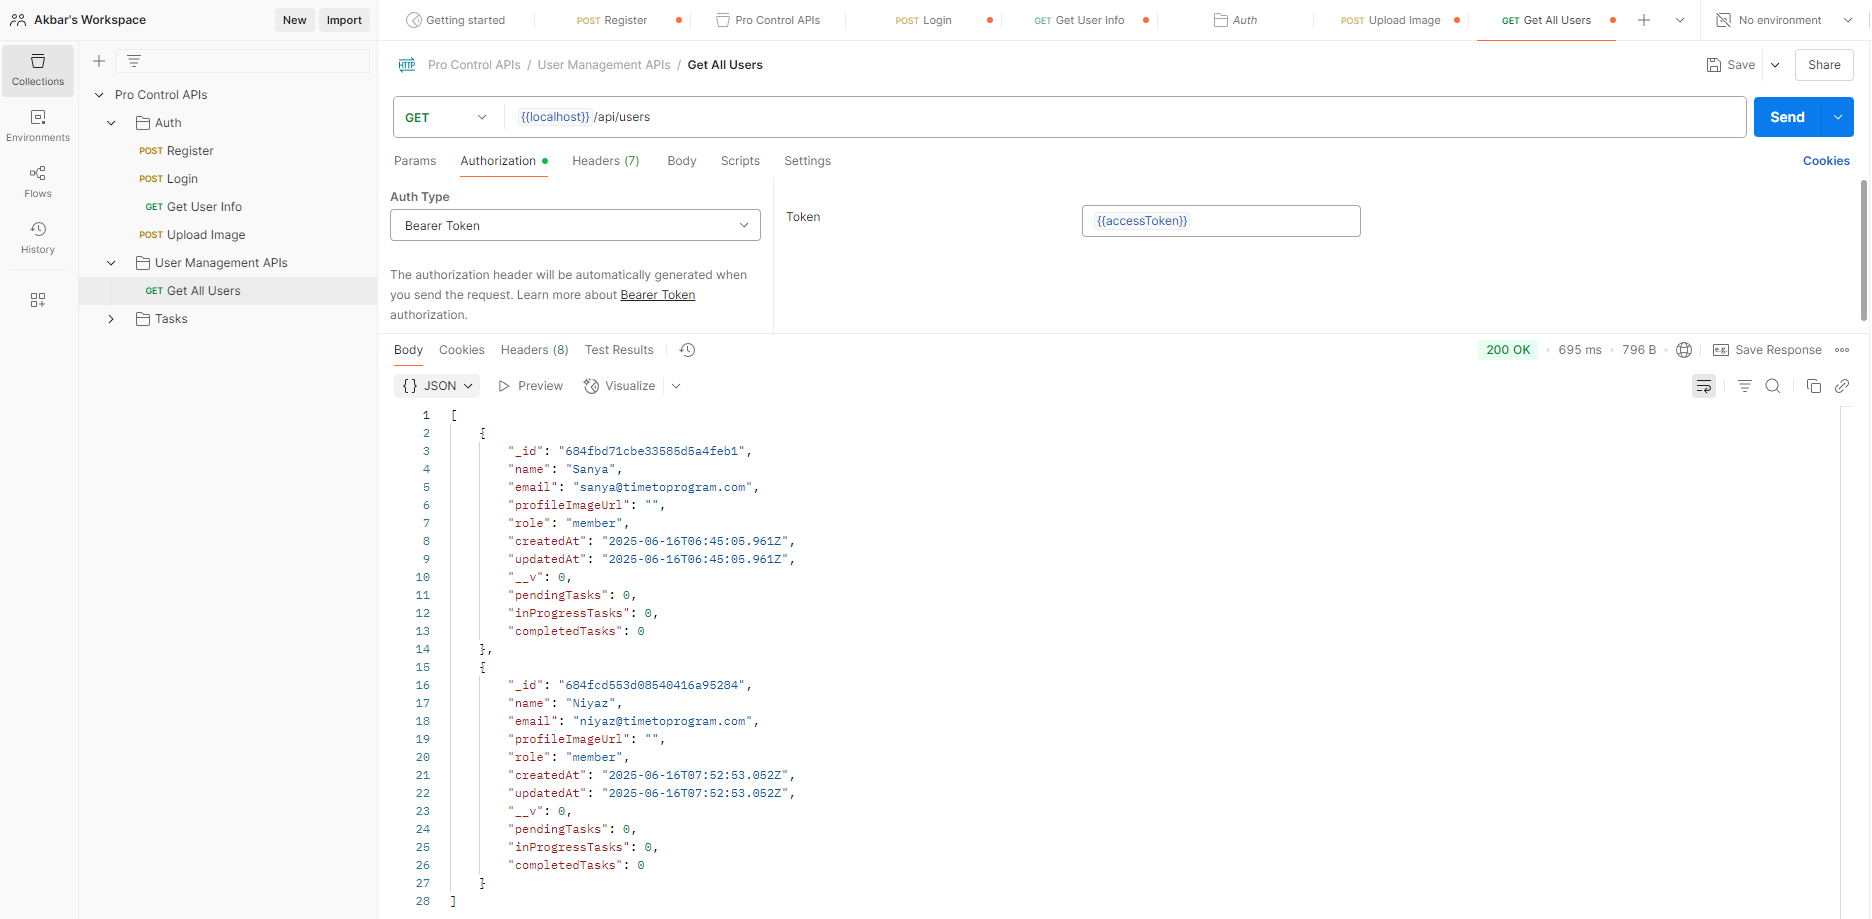 Akbar's Workspace
New
Import
Getting started
POST Register
Pro Control APIs
POST Login
GET Get User Info
Auth
POST Upload Image
GET Get All Users
No environment
Collections
Environments
Flows
History
Pro Control APIs
Auth
POST Register
POST Login
GET Get User Info
POST Upload Image
User Management APIs
GET Get All Users
Tasks
HTTP Pro Control APIs / User Management APIs / Get All Users
Save
Share
GET
{{localhost}} /api/users
Send
Params
Authorization
Headers (7)
Body
Scripts
Settings
Cookies
Auth Type
Bearer Token
The authorization header will be automatically generated when
you send the request. Learn more about Bearer Token
authorization.
Token
{{accessToken}}
Body
Cookies
Headers (8)
Test Results
200 OK
695 ms
796 B
e.g. Save Response
{} JSON
Preview
Visualize
1 [
2 {
3 "_id": "684fbd71cbe33585d5a4feb1",
4 "name": "Sanya",
5 "email": "sanya@timetoprogram.com",
6 "profileImageUrl": "",
7 "role": "member",
8 "createdAt": "2025-06-16T06:45:05.961Z",
9 "updatedAt": "2025-06-16T06:45:05.961Z",
10 "__v": 0,
11 "pendingTasks": 0,
12 "inProgressTasks": 0,
13 "completedTasks": 0
14 },
15 {
16 "_id": "684fcd553d08540416a95284",
17 "name": "Niyaz",
18 "email": "niyaz@timetoprogram.com",
19 "profileImageUrl": "",
20 "role": "member",
21 "createdAt": "2025-06-16T07:52:53.052Z",
22 "updatedAt": "2025-06-16T07:52:53.052Z",
23 "__v": 0,
24 "pendingTasks": 0,
25 "inProgressTasks": 0,
26 "completedTasks": 0
27 }
28 ]